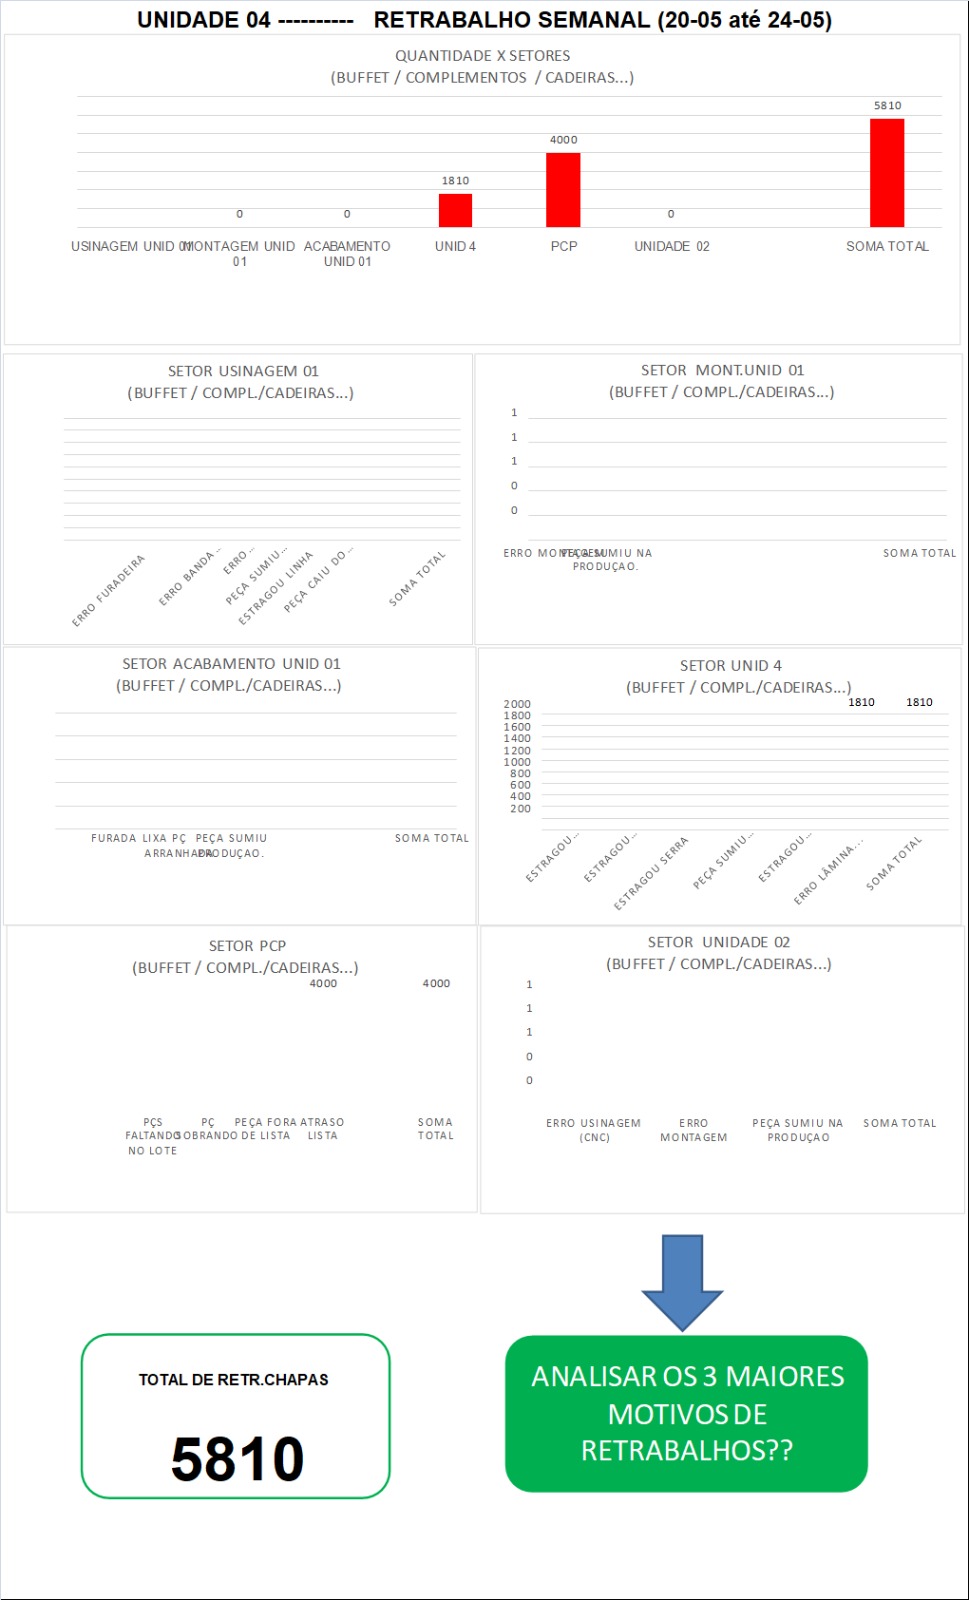 UNIDADE 04 ---------- RETRABALHO SEMANAL (20-05 até 24-05)
QUANTIDADE X SETORES
(BUFFET / COMPLEMENTOS / CADEIRAS...)
5810
4000
1810
0
0
0
USINAGEM UNID 01
MONTAGEM UNID
01
ACABAMENTO
UNID 01
UNID 4
PCP
UNIDADE 02
SOMA TOTAL
SETOR USINAGEM 01
(BUFFET / COMPL./CADEIRAS...)
ERRO FURADEIRA
ERRO BANDA...
ERRO...
PEÇA SUMIU...
ESTRAGOU LINHA
PEÇA CAIU DO...
SOMA TOTAL
SETOR MONT.UNID 01
(BUFFET / COMPL./CADEIRAS...)
1
1
1
0
0
ERRO MONTAGEM
PEÇA SUMIU NA
PRODUÇAO.
SOMA TOTAL
SETOR ACABAMENTO UNID 01
(BUFFET / COMPL./CADEIRAS...)
FURADA LIXA
PÇ
ARRANHADA
PEÇA SUMIU
PRODUÇAO.
SOMA TOTAL
SETOR UNID 4
(BUFFET / COMPL./CADEIRAS...)
1810
1810
2000
1800
1600
1400
1200
1000
800
600
400
200
ESTRAGOU...
ESTRAGOU...
ESTRAGOU SERRA
PEÇA SUMIU...
ESTRAGOU...
ERRO LÂMINA...
SOMA TOTAL
SETOR PCP
(BUFFET / COMPL./CADEIRAS...)
4000
4000
PÇS
FALTANDO
NO LOTE
PÇ
SOBRANDO
PEÇA FORA
DE LISTA
ATRASO
LISTA
SOMA
TOTAL
SETOR UNIDADE 02
(BUFFET / COMPL./CADEIRAS...)
1
1
1
0
0
ERRO USINAGEM
(CNC)
ERRO
MONTAGEM
PEÇA SUMIU NA
PRODUÇAO
SOMA TOTAL
TOTAL DE RETR.CHAPAS
5810
ANALISAR OS 3 MAIORES
MOTIVOS DE
RETRABALHOS??